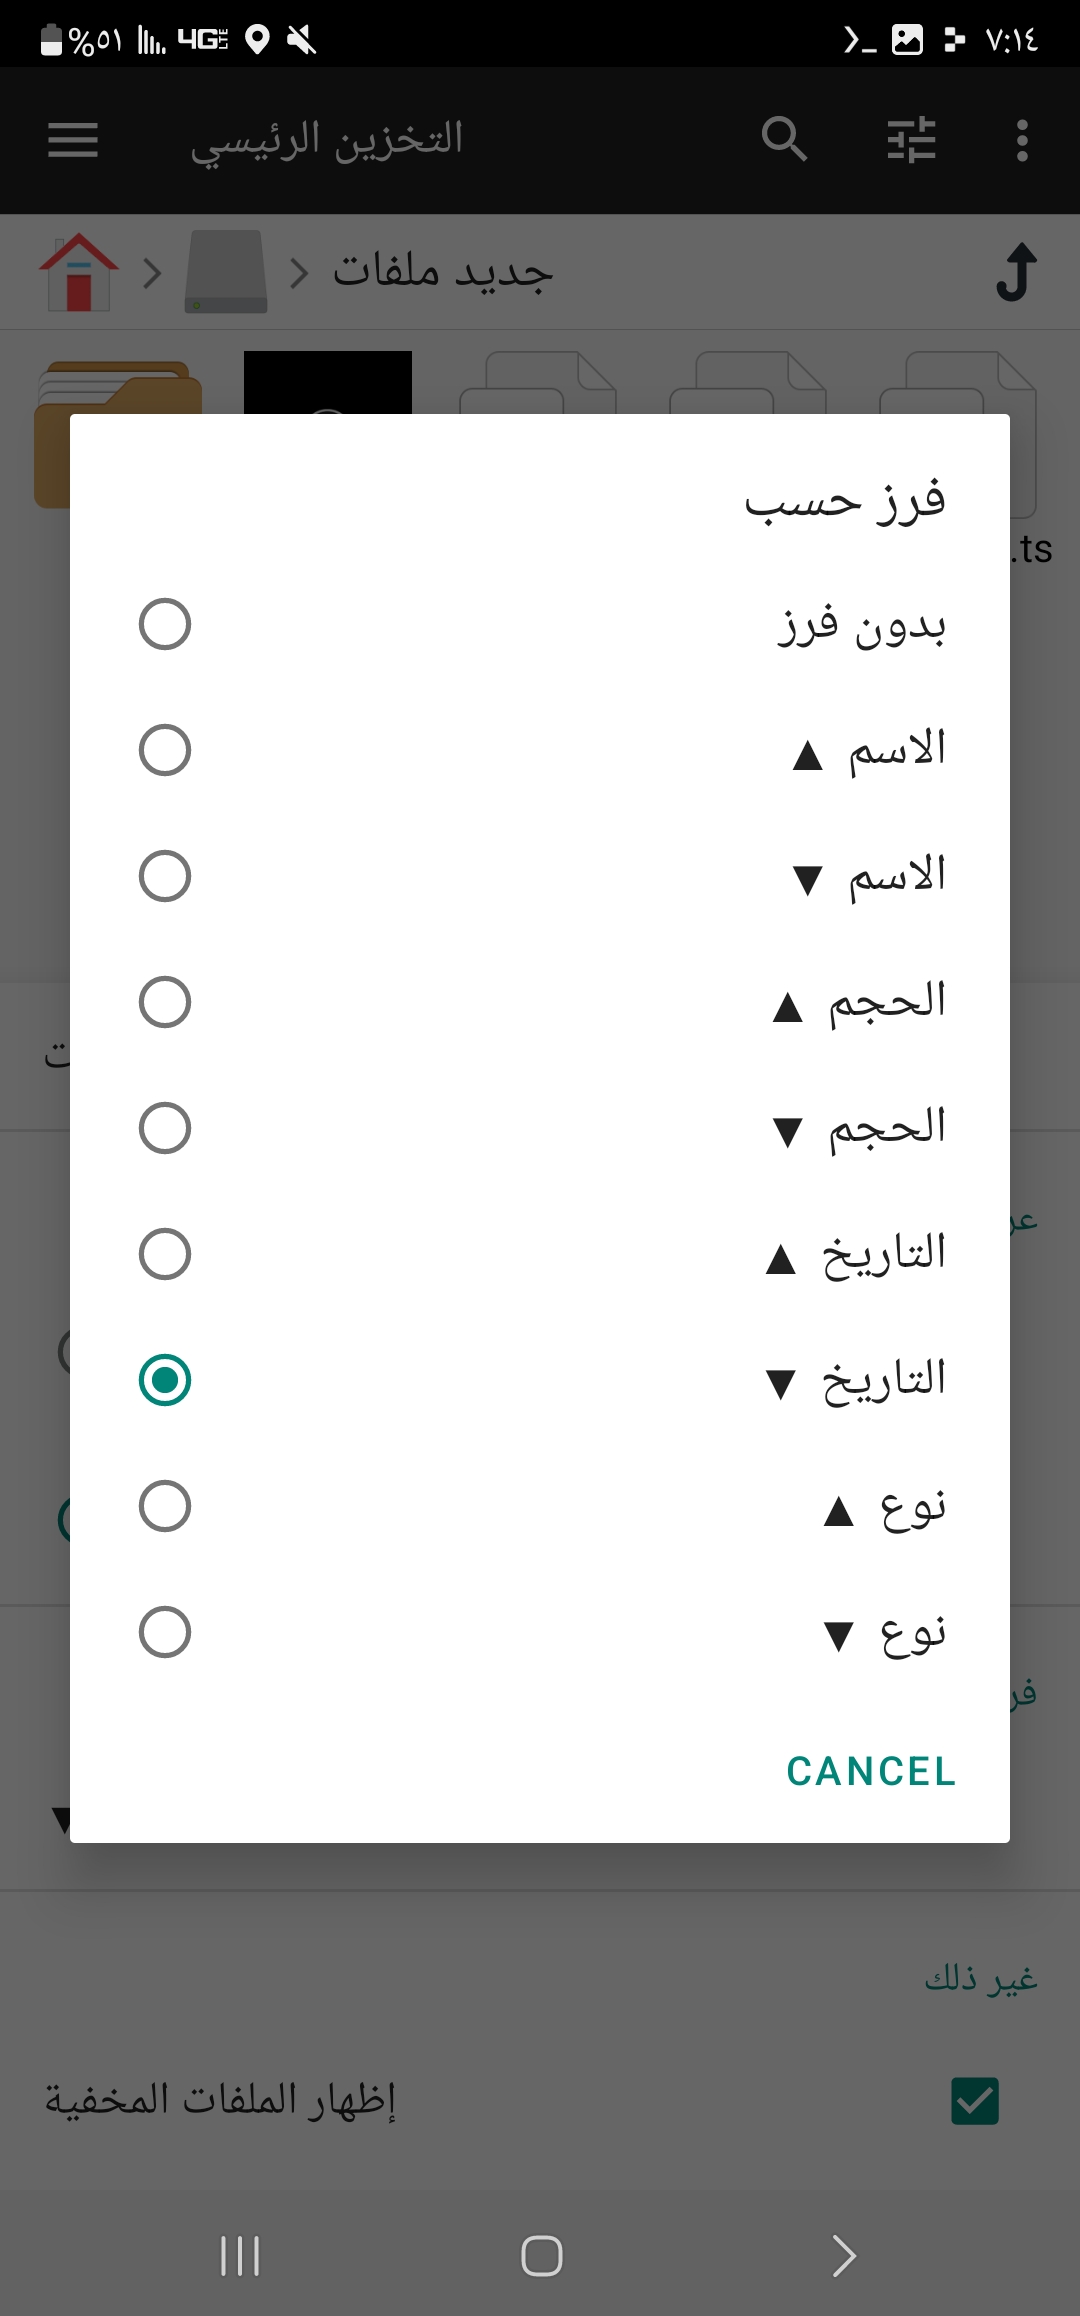 %٥١ 4G LTE ٧:١٤
التخزين الرئيسي
جديد ملفات
.ts
فرز حسب
بدون فرز
الاسم ▲
الاسم ▼
الحجم ▲
الحجم ▼
التاريخ ▲
التاريخ ▼
نوع ▲
نوع ▼
CANCEL
غير ذلك
إظهار الملفات المخفية